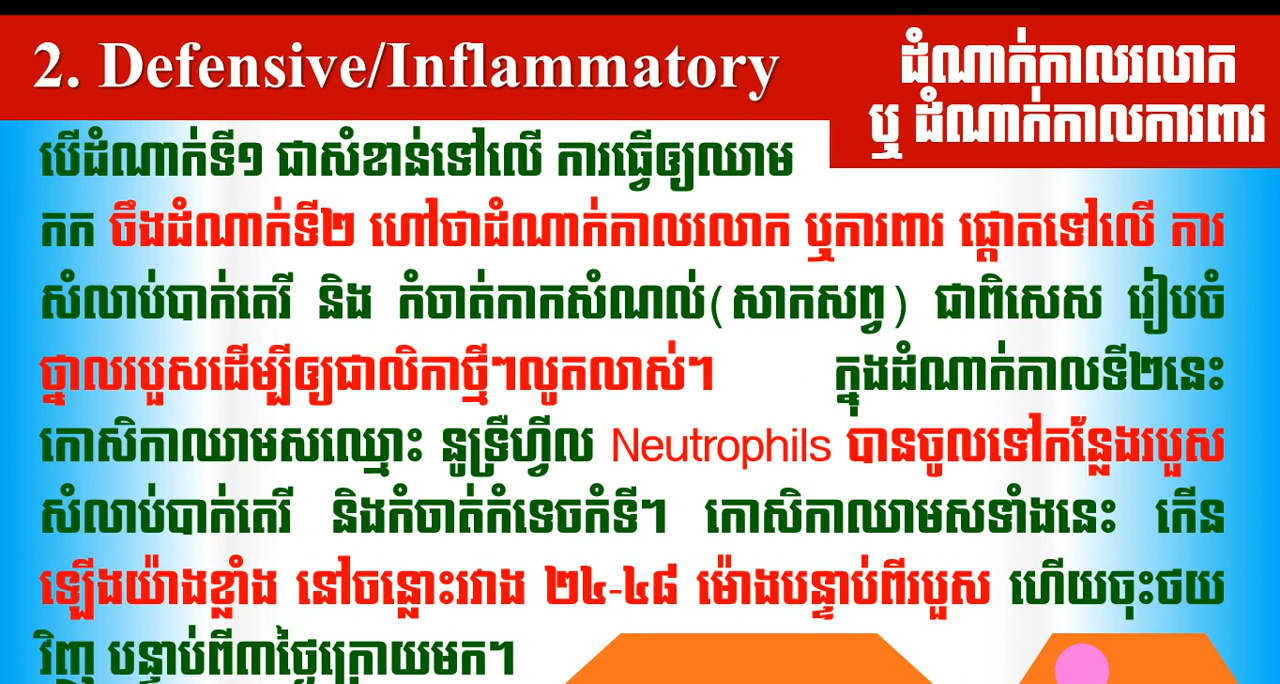 2. Defensive/Inflammatory
ដំណាក់កាលរលាក
ឬ ដំណាក់កាលការពារ
បើដំណាក់ទី១ ជាសំខាន់ទៅលើ ការធ្វើឲ្យឈាម
កក ចឹងដំណាក់ទី២ ហៅថាដំណាក់កាលរលាក ឬការពារ ផ្តោតទៅលើ ការ
សំលាប់បាក់តេរី និង កំចាត់កាកសំណល់(សាកសព្វ) ជាពិសេស រៀបចំ
ថ្នាលរបួសដើម្បីឲ្យជាលិកាថ្មីៗលូតលាស់ៗ ក្នុងដំណាក់កាលទី២នេះ
កោសិកាឈាមសឈ្មោះ នូទ្រីហ្វីល Neutrophils បានចូលទៅកន្លែងរបួស
សំលាប់បាក់តេរី និងកំចាត់កំទេចកំទីៗ កោសិកាឈាមសទាំងនេះ កើន
ឡើងយ៉ាងខ្លាំង នៅចន្លោះរវាង ២៤-៤៨ ម៉ោងបន្ទាប់ពីរបួស ហើយចុះថយ
វិញ បន្ទាប់ពី៣ថ្ងៃក្រោយមក។